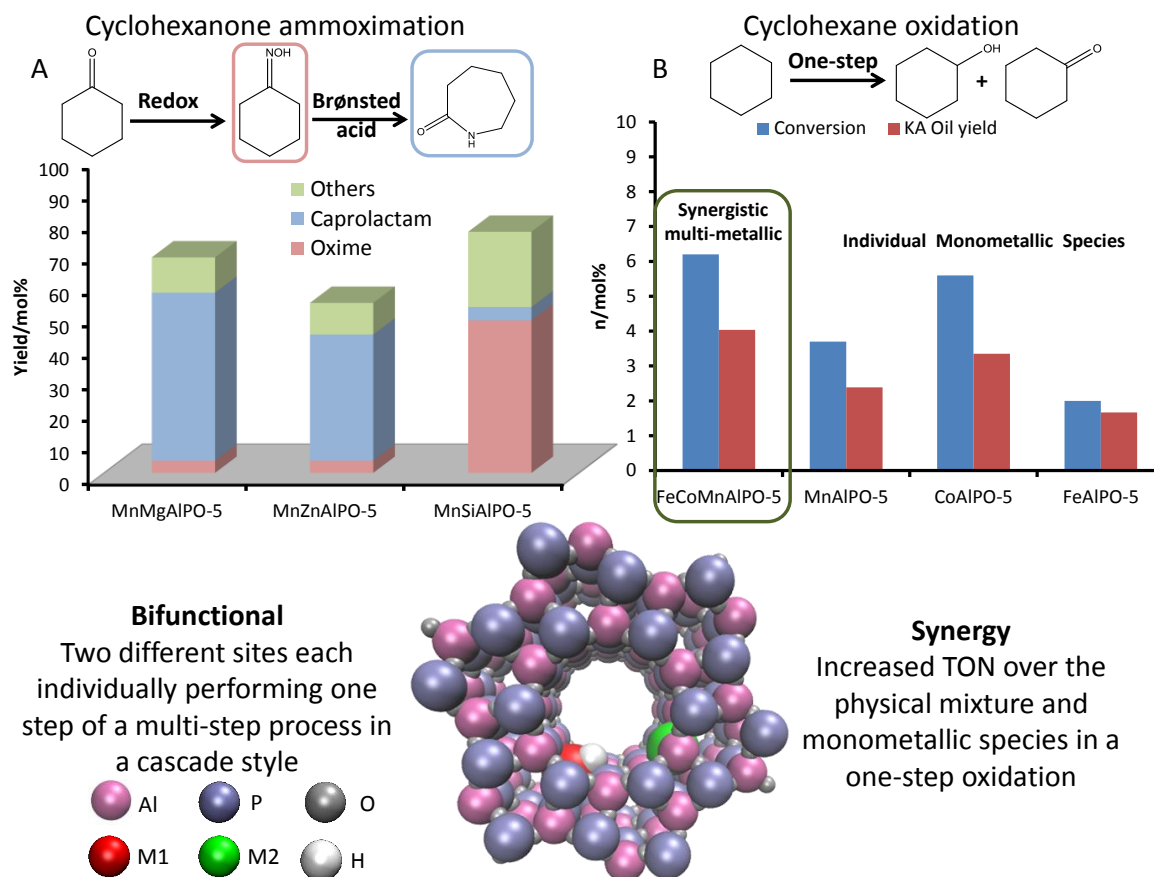 Cyclohexanone ammoximation
A
O
NOH
O
N
H
Redox
Brønsted
acid
Others
Caprolactam
Oxime
Yield/mol%
100
90
80
70
60
50
40
30
20
10
0
MnMgAlPO-5
MnZnAlPO-5
MnSiAlPO-5
Cyclohexane oxidation
B
One-step
OH
+
O
Conversion
KA Oil yield
n/mol%
10
9
8
7
6
5
4
3
2
1
0
Synergistic
multi-metallic
Individual Monometallic Species
FeCoMnAlPO-5
MnAlPO-5
CoAlPO-5
FeAlPO-5
Bifunctional
Two different sites each
individually performing one
step of a multi-step process in
a cascade style
Al
P
O
M1
M2
H
Synergy
Increased TON over the
physical mixture and
monometallic species in a
one-step oxidation